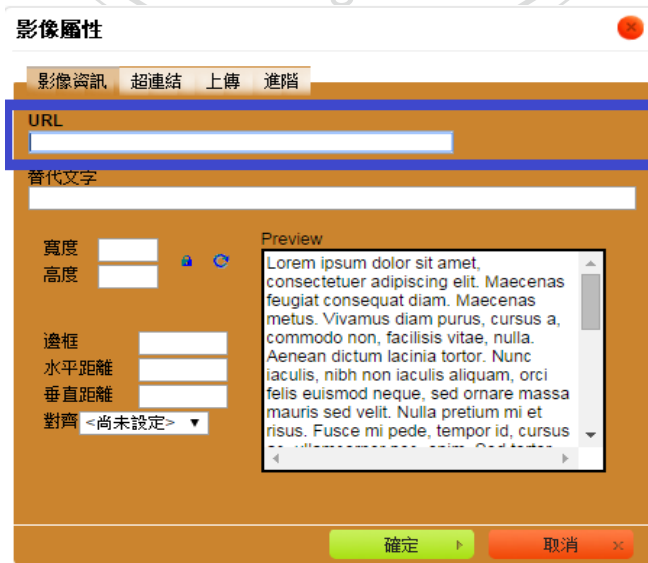 影像屬性
影像資訊 超連結 上傳 進階
URL
替代文字
寬度
高度
邊框
水平距離
垂直距離
對齊 <尚未設定>
Preview
Lorem ipsum dolor sit amet,
consectetuer adipiscing elit. Maecenas
feugiat consequat diam. Maecenas
metus. Vivamus diam purus, cursus a,
commodo non, facilisis vitae, nulla.
Aenean dictum lacinia tortor. Nunc
iaculis, nibh non iaculis aliquam, orci
felis euismod neque, sed ornare massa
mauris sed velit. Nulla pretium mi et
risus. Fusce mi pede, tempor id, cursus
確定
取消